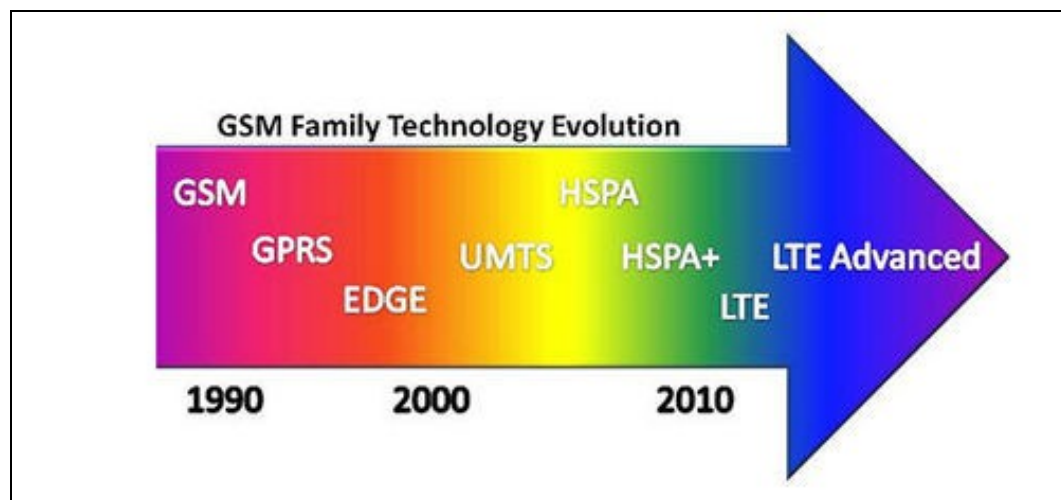 GSM Family Technology Evolution
GSM
HSPA
GPRS
UMTS
HSPA+
LTE Advanced
EDGE
LTE
1990
2000
2010